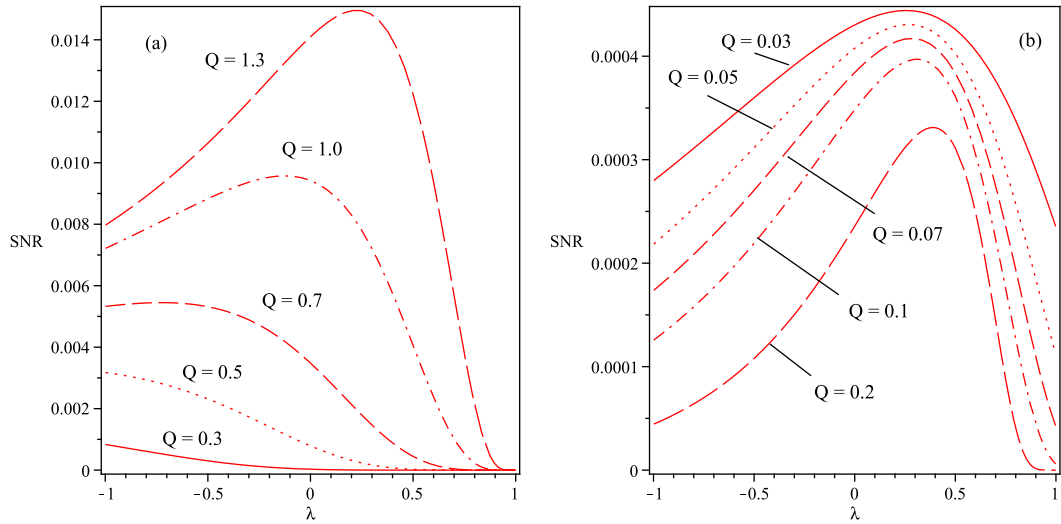 (a)
0.014
Q = 1.3
0.012
0.010
Q = 1.0
0.008
SNR
0.006
Q = 0.7
0.004
Q = 0.5
0.002
Q = 0.3
0
−1
−0.5
0
0.5
1
λ
(b)
Q = 0.03
0.0004
Q = 0.05
0.0003
SNR
Q = 0.07
0.0002
Q = 0.1
0.0001
Q = 0.2
0
−1
−0.5
0
0.5
1
λ